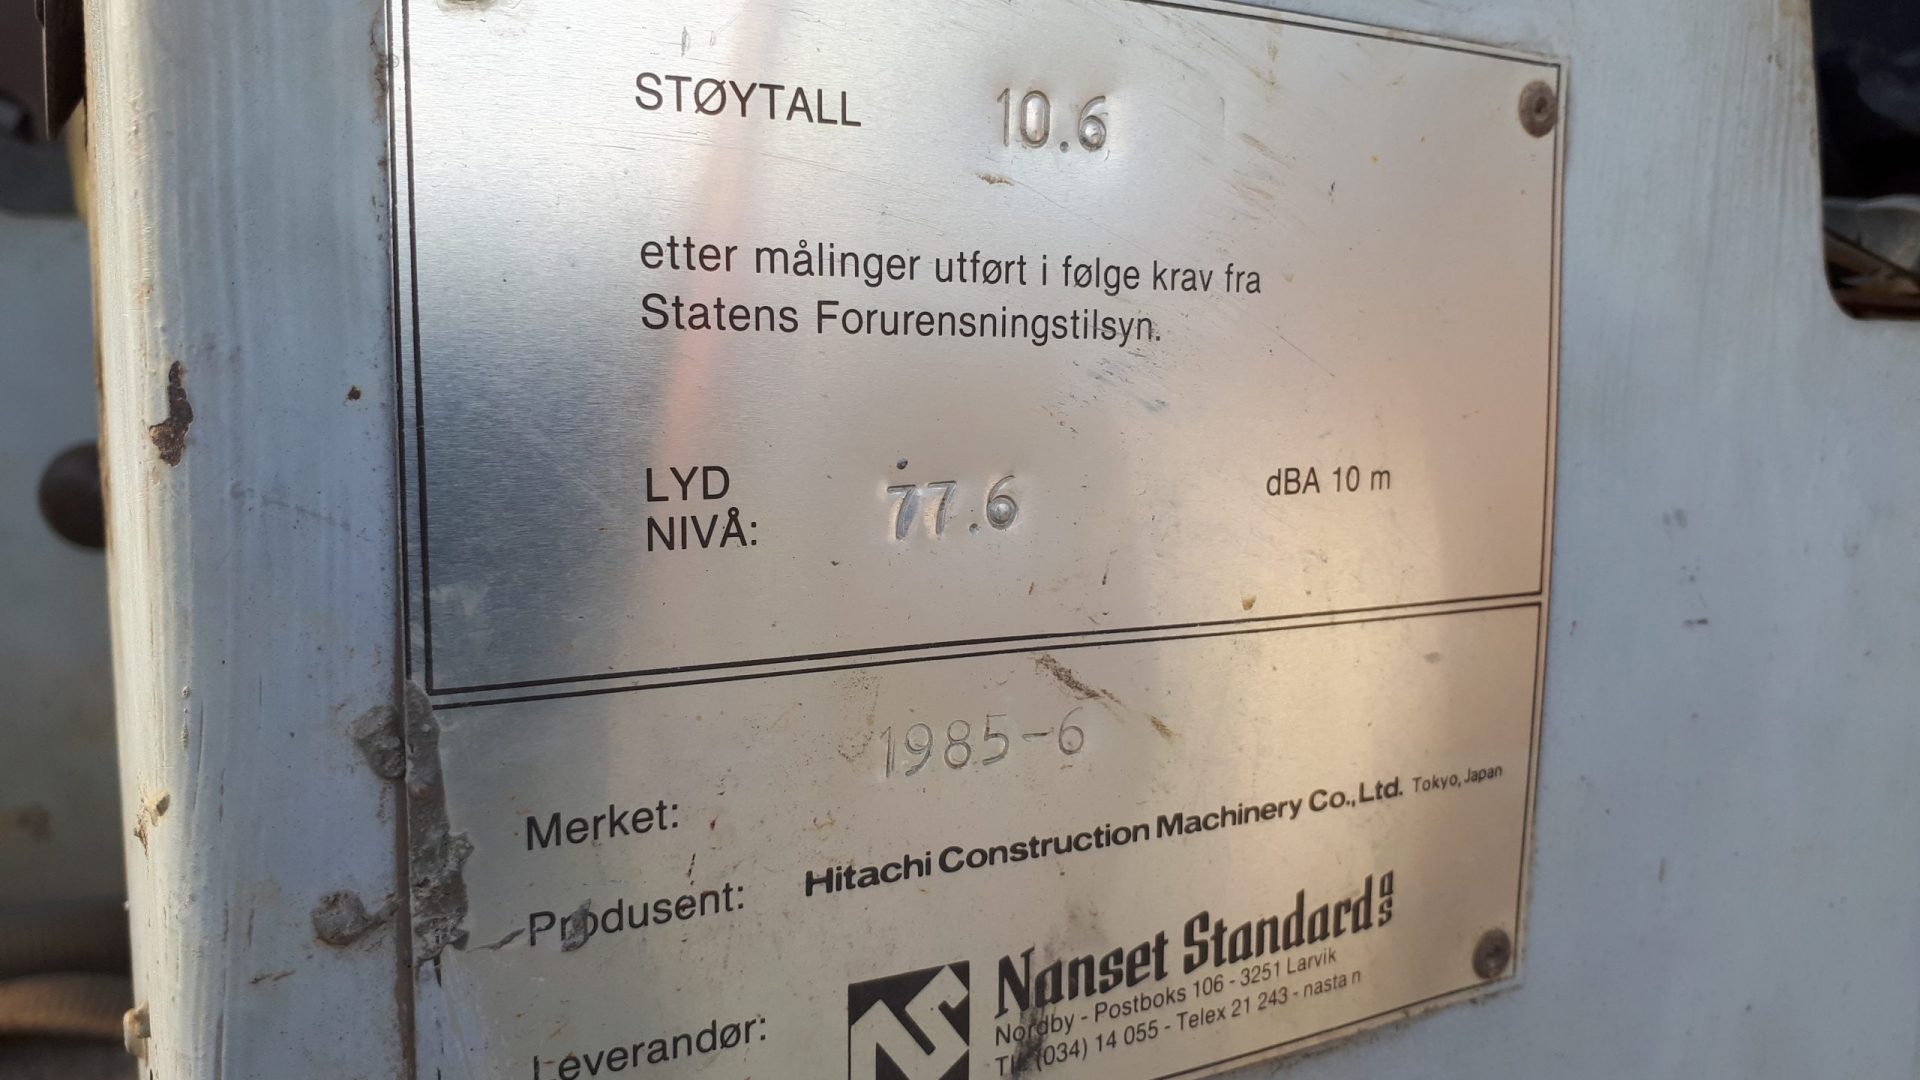 STØYTALL 10.6
etter målinger utført i følge krav fra
Statens Forurensningstilsyn.
LYD
NIVÅ: 77.6 dBA 10 m
1985-6
Merket:
Produsent: Hitachi Construction Machinery Co., Ltd. Tokyo, Japan
Leverandør: NS Nanset Standard as
Nordby - Postboks 106 - 3251 Larvik
Tlf. (034) 14 055 - Telex 21 243 - nasta n